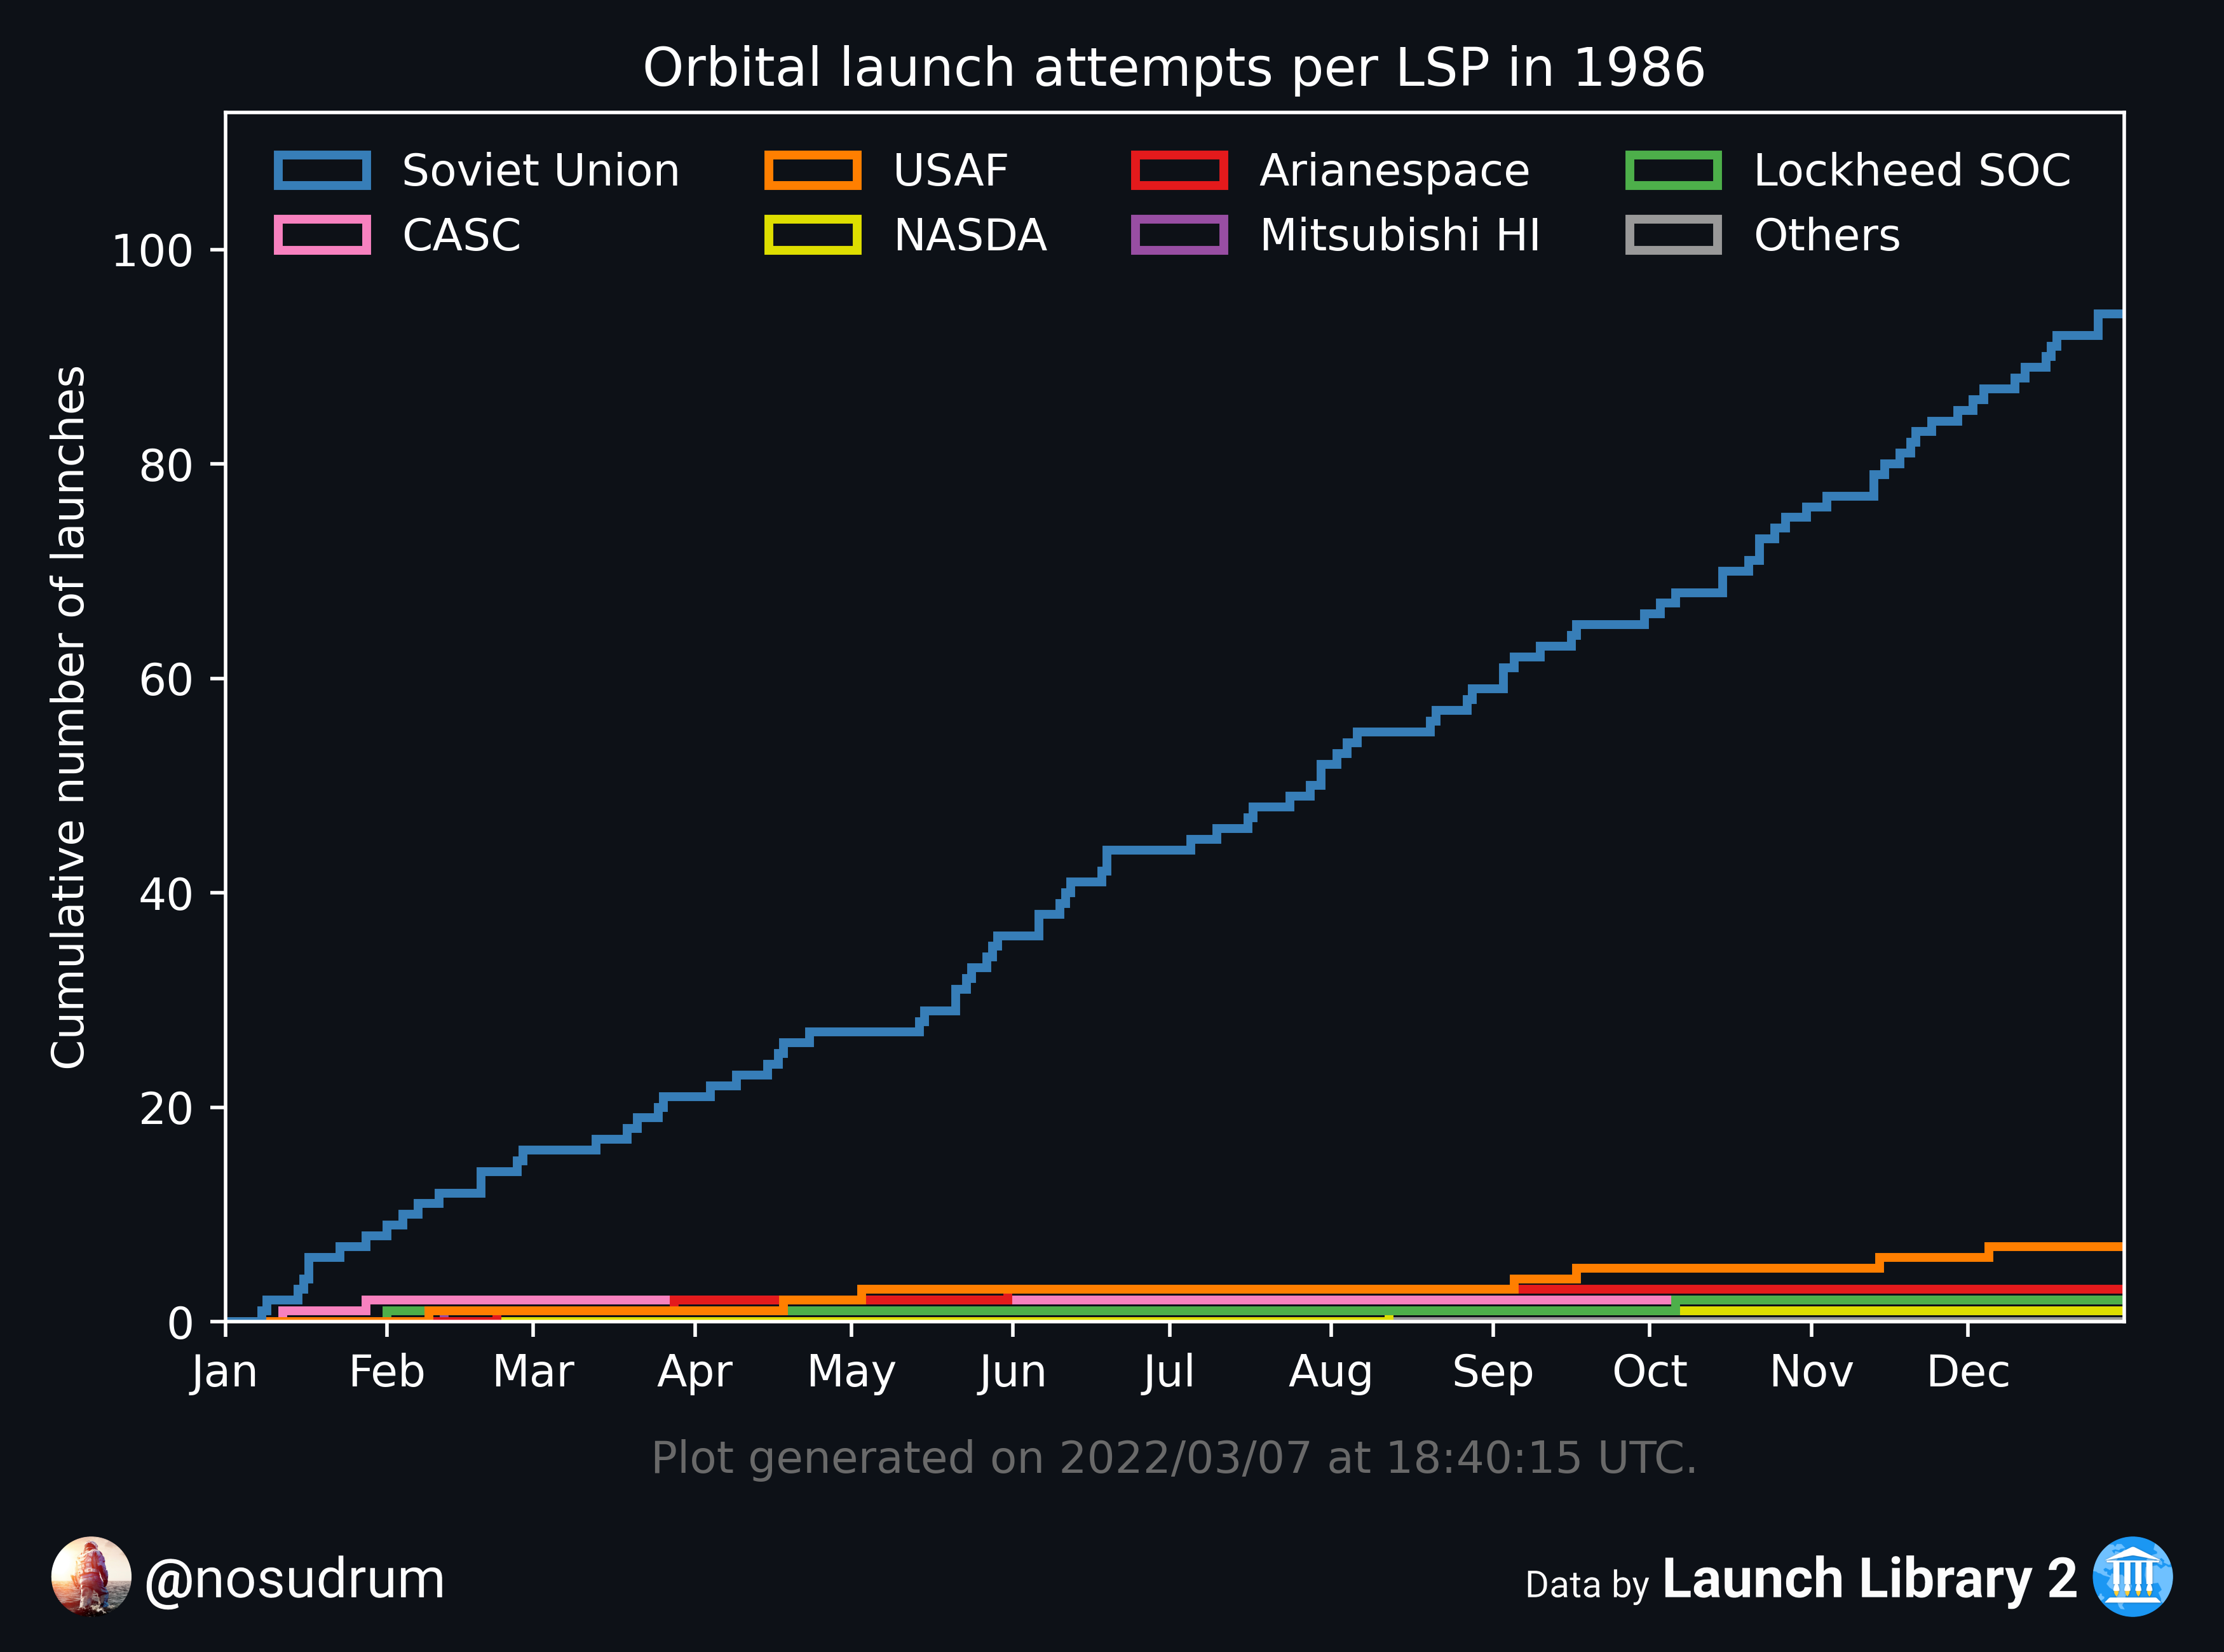 Orbital launch attempts per LSP in 1986
Soviet Union
USAF
Arianespace
Lockheed SOC
CASC
NASDA
Mitsubishi HI
Others
Cumulative number of launches
100
80
60
40
20
0
Jan Feb Mar Apr May Jun Jul Aug Sep Oct Nov Dec
Plot generated on 2022/03/07 at 18:40:15 UTC.
@nosudrum
Data by Launch Library 2